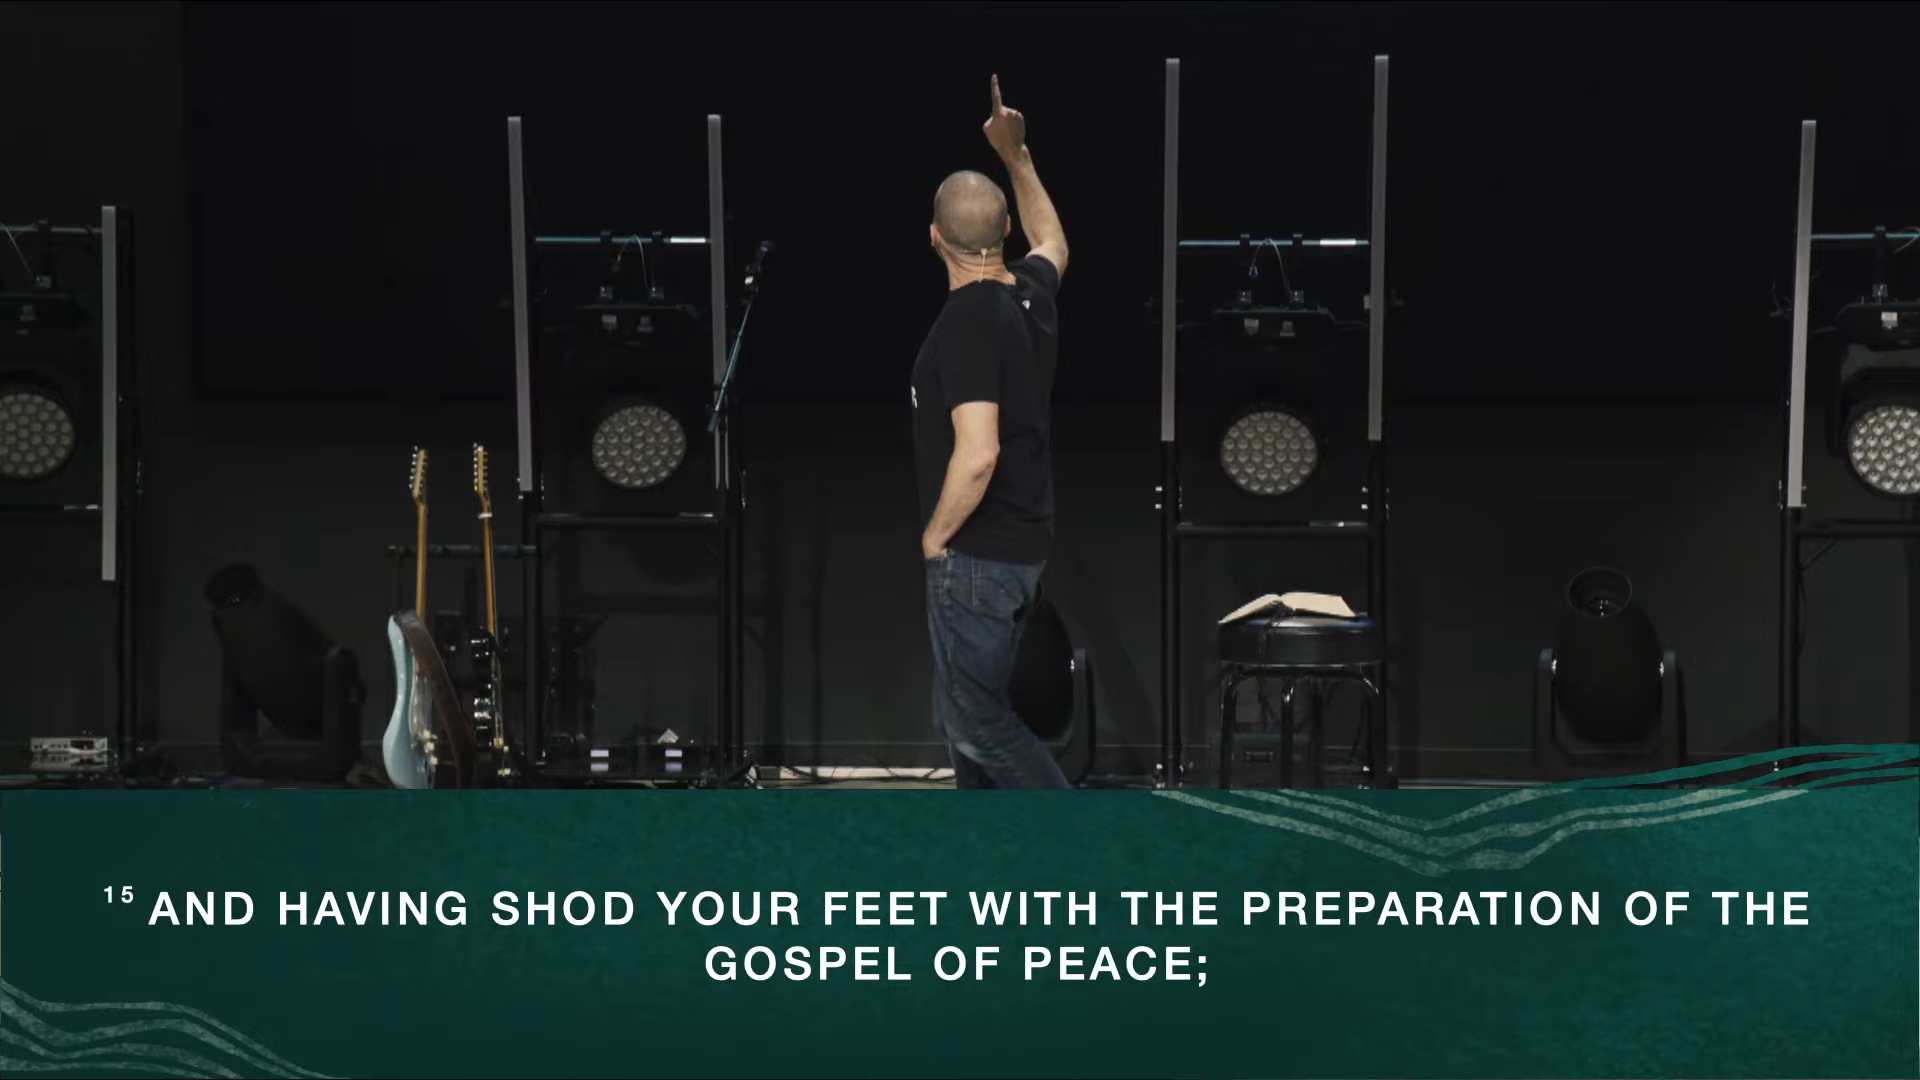 15 AND HAVING SHOD YOUR FEET WITH THE PREPARATION OF THE
GOSPEL OF PEACE;